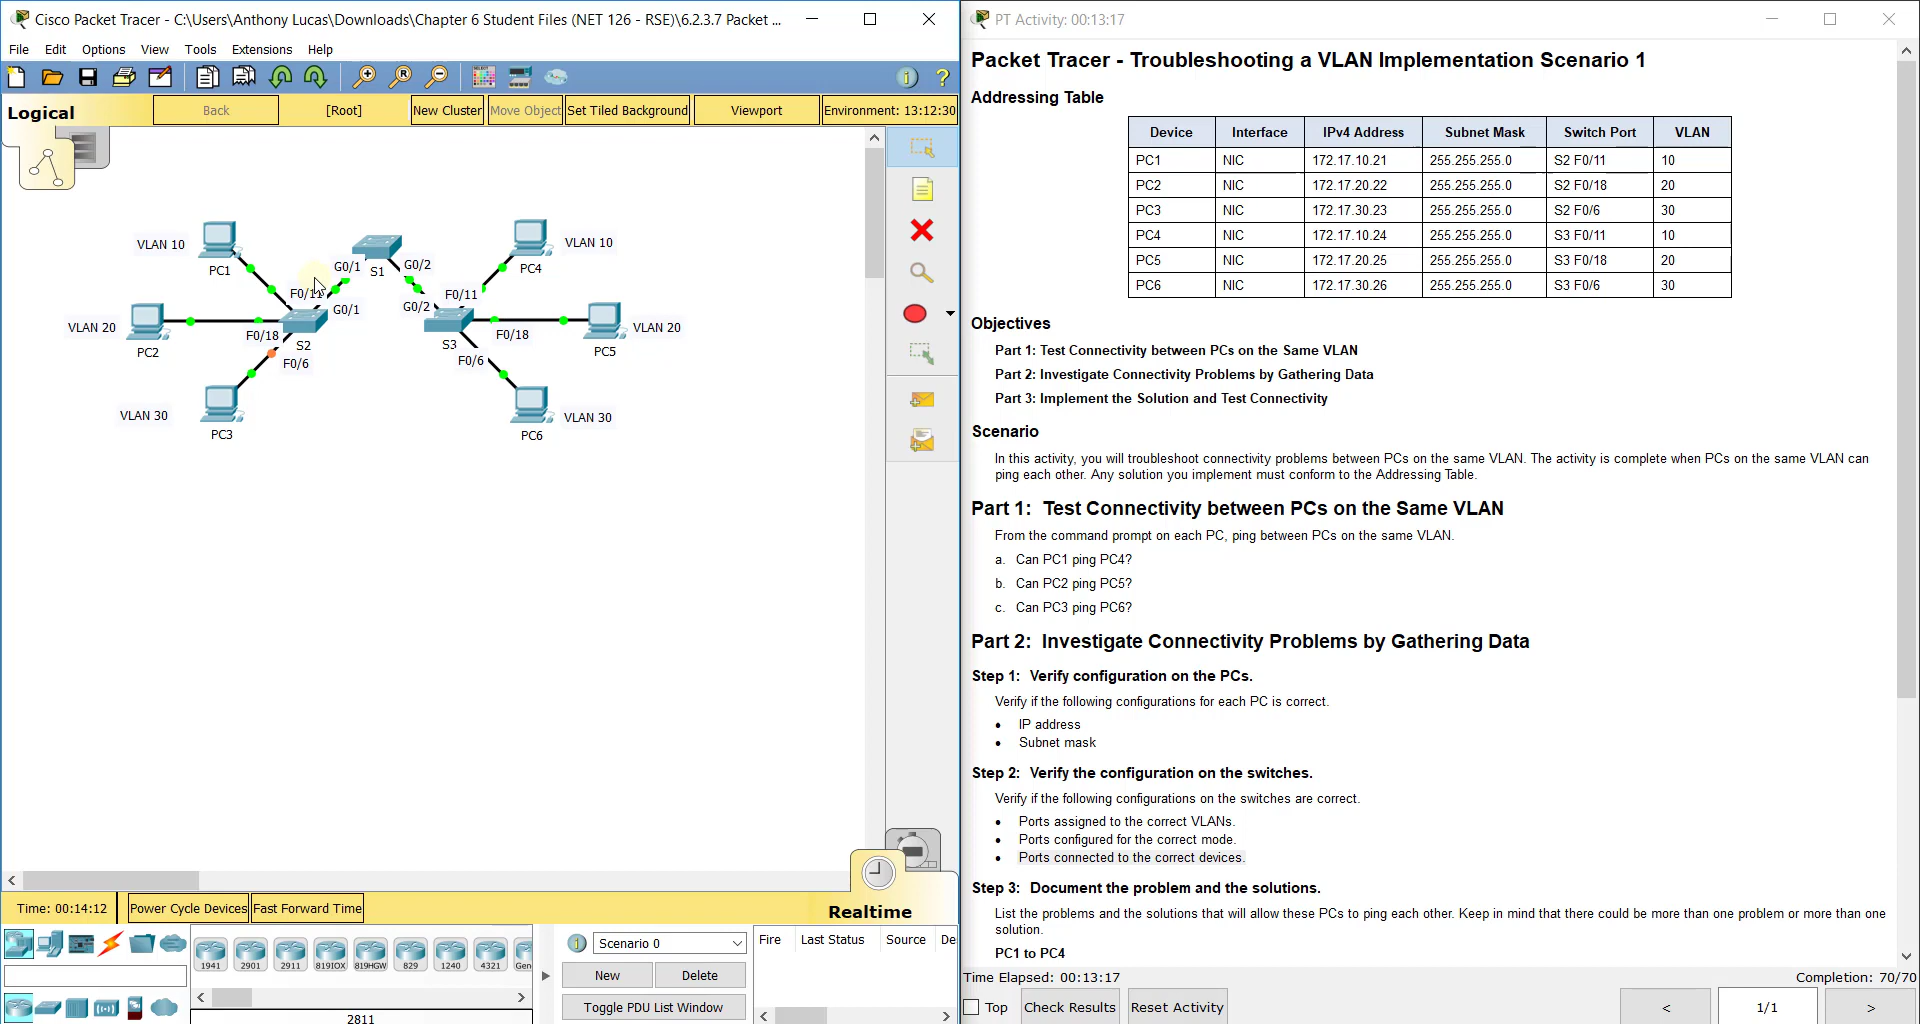 Cisco Packet Tracer - C:\Users\Anthony Lucas\Downloads\Chapter 6 Student Files (NET 126 - RSE)\6.2.3.7 Packet ...
File Edit Options View Tools Extensions Help
Logical
Back
[Root]
New Cluster
Move Object
Set Tiled Background
Viewport
Environment: 13:12:30
VLAN 10
PC1
G0/1
S1
G0/2
PC4
VLAN 10
F0/11
G0/1
G0/2
F0/11
VLAN 20
PC2
F0/18
S2
F0/6
S3
F0/6
F0/18
PC5
VLAN 20
VLAN 30
PC3
PC6
VLAN 30
Time: 00:14:12
Power Cycle Devices
Fast Forward Time
Realtime
1941
2901
2911
819IOX
819HGW
829
1240
4321
Gen
2811
Scenario 0
New
Delete
Toggle PDU List Window
Fire
Last Status
Source
De
PT Activity: 00:13:17
Packet Tracer - Troubleshooting a VLAN Implementation Scenario 1
Addressing Table
Device Interface IPv4 Address Subnet Mask Switch Port VLAN
PC1 NIC 172.17.10.21 255.255.255.0 S2 F0/11 10
PC2 NIC 172.17.20.22 255.255.255.0 S2 F0/18 20
PC3 NIC 172.17.30.23 255.255.255.0 S2 F0/6 30
PC4 NIC 172.17.10.24 255.255.255.0 S3 F0/11 10
PC5 NIC 172.17.20.25 255.255.255.0 S3 F0/18 20
PC6 NIC 172.17.30.26 255.255.255.0 S3 F0/6 30
Objectives
Part 1: Test Connectivity between PCs on the Same VLAN
Part 2: Investigate Connectivity Problems by Gathering Data
Part 3: Implement the Solution and Test Connectivity
Scenario
In this activity, you will troubleshoot connectivity problems between PCs on the same VLAN. The activity is complete when PCs on the same VLAN can
ping each other. Any solution you implement must conform to the Addressing Table.
Part 1: Test Connectivity between PCs on the Same VLAN
From the command prompt on each PC, ping between PCs on the same VLAN.
a. Can PC1 ping PC4?
b. Can PC2 ping PC5?
c. Can PC3 ping PC6?
Part 2: Investigate Connectivity Problems by Gathering Data
Step 1: Verify configuration on the PCs.
Verify if the following configurations for each PC is correct.
• IP address
• Subnet mask
Step 2: Verify the configuration on the switches.
Verify if the following configurations on the switches are correct.
• Ports assigned to the correct VLANs.
• Ports configured for the correct mode.
• Ports connected to the correct devices.
Step 3: Document the problem and the solutions.
List the problems and the solutions that will allow these PCs to ping each other. Keep in mind that there could be more than one problem or more than one
solution.
PC1 to PC4
Time Elapsed: 00:13:17
Completion: 70/70
Top
Check Results
Reset Activity
<
1/1
>